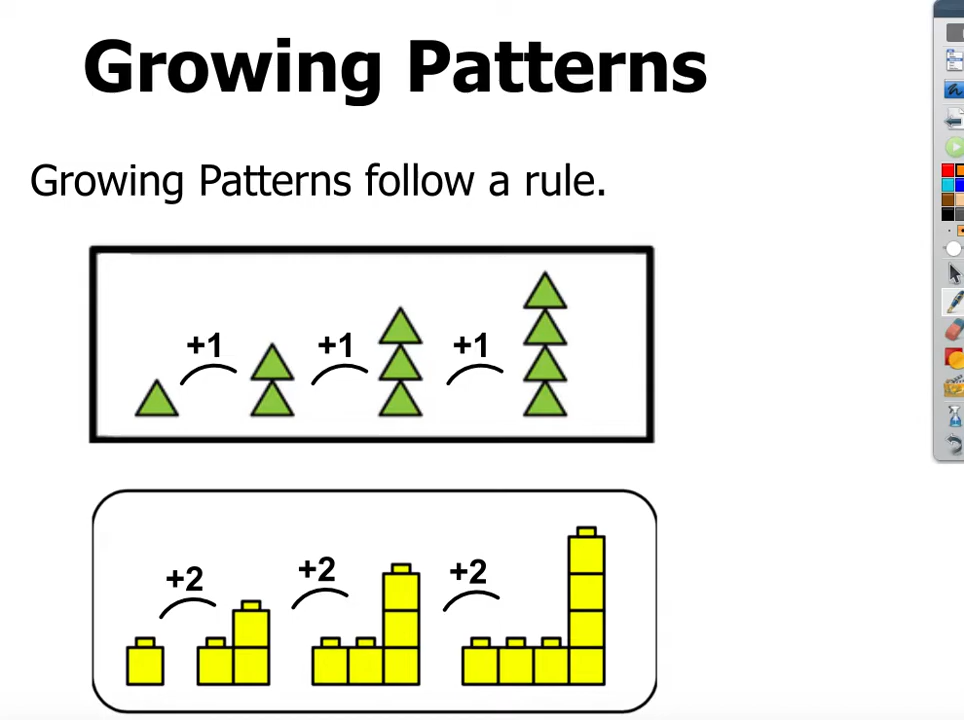 Growing Patterns
Growing Patterns follow a rule.
+1 +1 +1
+2 +2 +2